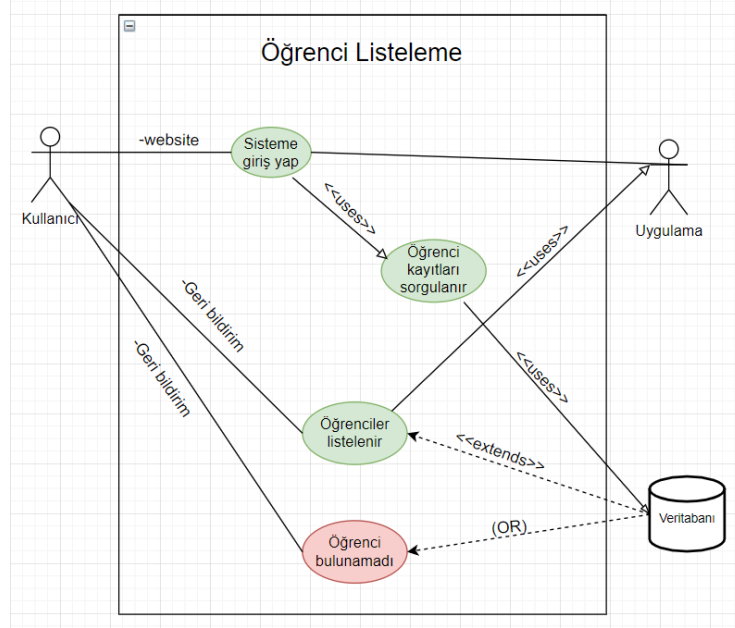 Öğrenci Listeleme
-website
Sisteme
giriş yap
Kullanıcı
Uygulama
<<uses>>
<<uses>>
Öğrenci
kayıtları
sorgulanır
-Geri bildirim
-Geri bildirim
<<uses>>
Öğrenciler
listelenir
<<extends>>
(OR)
Veritabanı
Öğrenci
bulunamadı